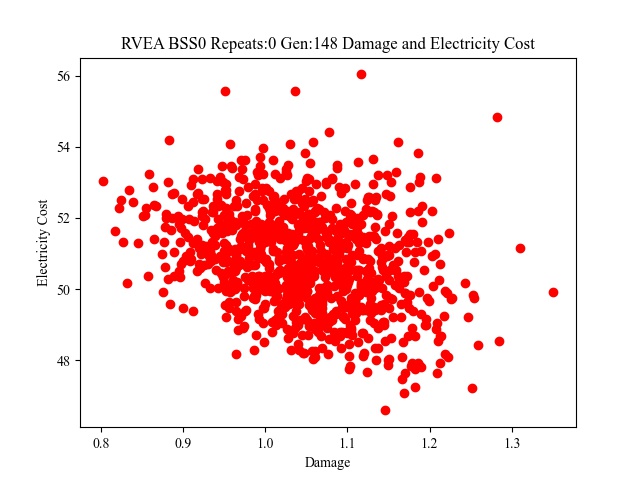 RVEA BSS0 Repeats:0 Gen:148 Damage and Electricity Cost
56
54
52
50
48
Electricity Cost
0.8 0.9 1.0 1.1 1.2 1.3
Damage